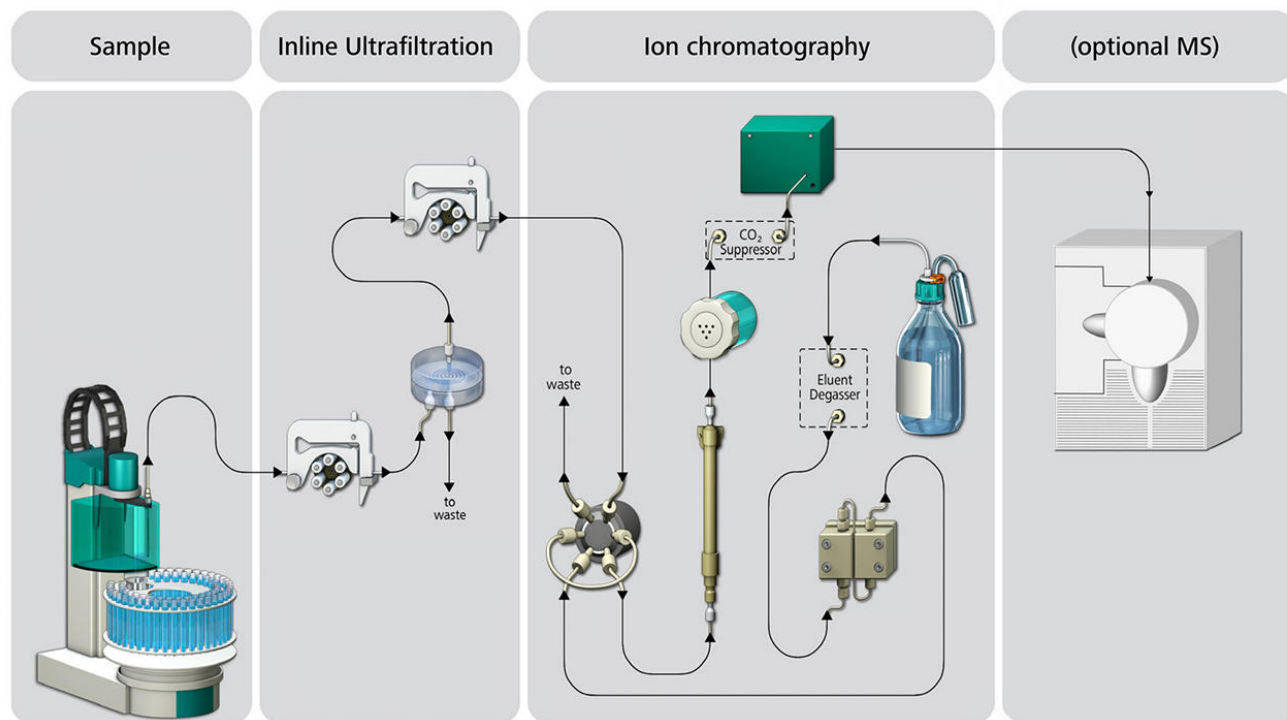 Sample
Inline Ultrafiltration
Ion chromatography
(optional MS)
CO₂
Suppressor
to
waste
Eluent
Degasser
to
waste